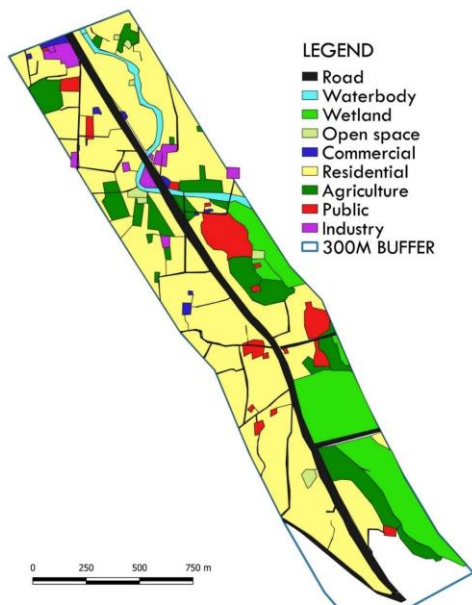 LEGEND
Road
Waterbody
Wetland
Open space
Commercial
Residential
Agriculture
Public
Industry
300M BUFFER
0 250 500 750 m